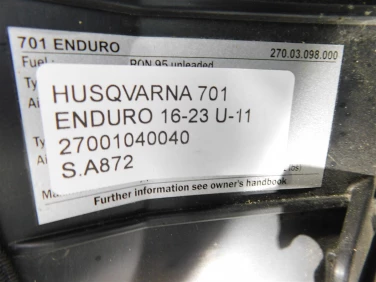 701 ENDURO 270.03.098.000
Fuel: RON 95 unleaded
HUSQVARNA 701
ENDURO 16-23 U-11
27001040040
S.A872
Further information see owner's handbook